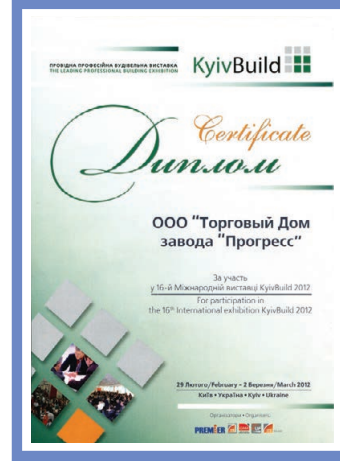 ПРОВІДНА ПРОФЕСІЙНА БУДІВЕЛЬНА ВИСТАВКА
THE LEADING PROFESSIONAL BUILDING EXHIBITION
KyivBuild
Certificate
Диплом
ООО "Торговый Дом
завода "Прогресс"
За участь
у 16-й Міжнародній виставці KyivBuild 2012
For participation in
the 16th International exhibition KyivBuild 2012
29 Лютого/February – 2 Березня/March 2012
Київ • Україна • Kyiv • Ukraine
Організатори • Organisers
PREMIER